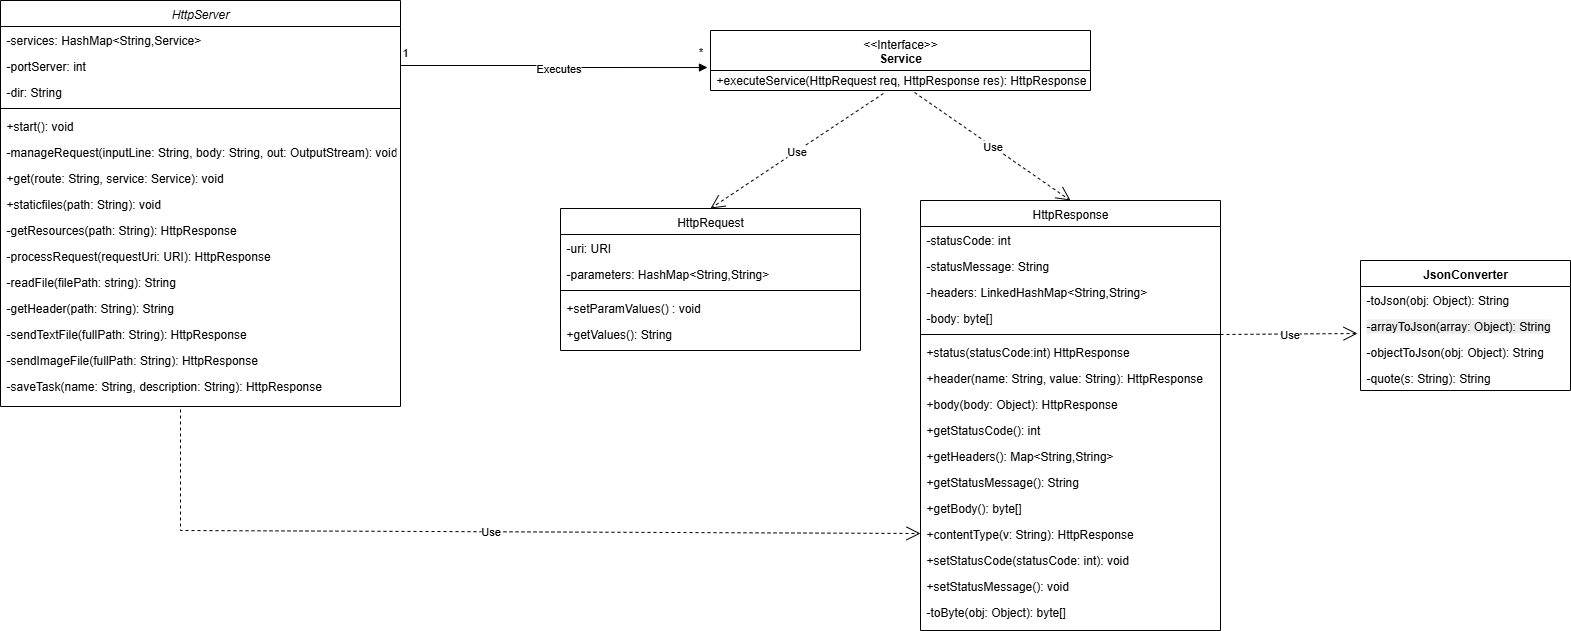 HttpServer
-services: HashMap<String,Service>
-portServer: int
-dir: String
+start(): void
-manageRequest(inputLine: String, body: String, out: OutputStream): void
+get(route: String, service: Service): void
+staticfiles(path: String): void
-getResources(path: String): HttpResponse
-processRequest(requestUri: URI): HttpResponse
-readFile(filePath: string): String
-getHeader(path: String): String
-sendTextFile(fullPath: String): HttpResponse
-sendImageFile(fullPath: String): HttpResponse
-saveTask(name: String, description: String): HttpResponse
1
Executes
*
<<Interface>>
Service
+executeService(HttpRequest req, HttpResponse res): HttpResponse
Use
Use
HttpRequest
-uri: URI
-parameters: HashMap<String,String>
+setParamValues() : void
+getValues(): String
HttpResponse
-statusCode: int
-statusMessage: String
-headers: LinkedHashMap<String,String>
-body: byte[]
+status(statusCode:int) HttpResponse
+header(name: String, value: String): HttpResponse
+body(body: Object): HttpResponse
+getStatusCode(): int
+getHeaders(): Map<String,String>
+getStatusMessage(): String
+getBody(): byte[]
+contentType(v: String): HttpResponse
+setStatusCode(statusCode: int): void
+setStatusMessage(): void
-toByte(obj: Object): byte[]
Use
JsonConverter
-toJson(obj: Object): String
-arrayToJson(array: Object): String
-objectToJson(obj: Object): String
-quote(s: String): String
Use